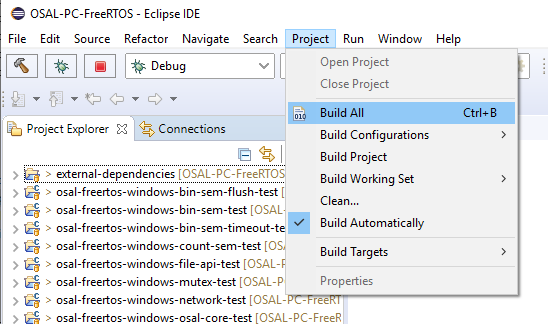 OSAL-PC-FreeRTOS - Eclipse IDE
File Edit Source Refactor Navigate Search Project Run Window Help
Debug
Open Project
Close Project
010 Build All Ctrl+B
Build Configurations
Build Project
Build Working Set
Clean...
Build Automatically
Build Targets
Properties
Project Explorer Connections
> external-dependencies [OSAL-PC-FreeRTOS
> osal-freertos-windows-bin-sem-flush-test [
> osal-freertos-windows-bin-sem-test [OSAL-
> osal-freertos-windows-bin-sem-timeout-te
> osal-freertos-windows-count-sem-test [OS
> osal-freertos-windows-file-api-test [OSAL-
> osal-freertos-windows-mutex-test [OSAL-P
> osal-freertos-windows-network-test [OSAL-PC-FreeRT
> osal-freertos-windows-osal-core-test [OSAL-PC-FreeR